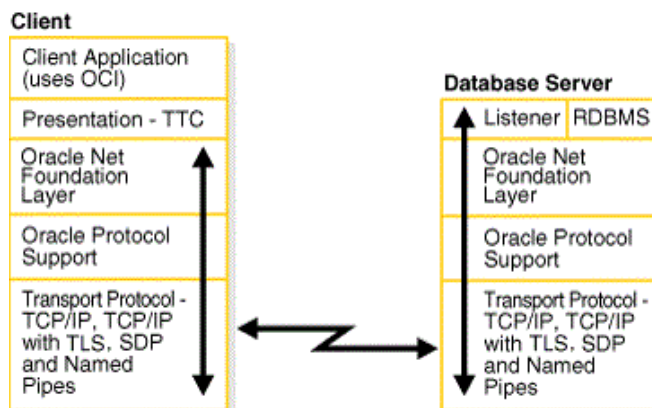 Client
Client Application
(uses OCI)
Presentation - TTC
Oracle Net
Foundation
Layer
Oracle Protocol
Support
Transport Protocol -
TCP/IP, TCP/IP
with TLS, SDP
and Named
Pipes
Database Server
Listener RDBMS
Oracle Net
Foundation
Layer
Oracle Protocol
Support
Transport Protocol -
TCP/IP, TCP/IP
with TLS, SDP
and Named
Pipes